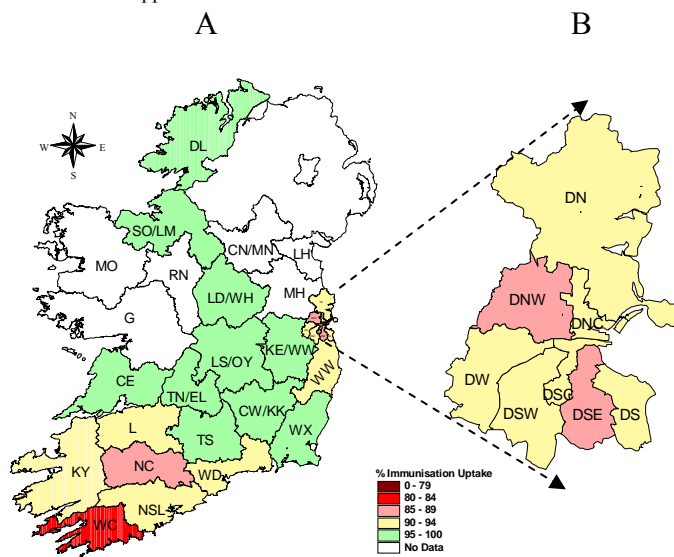 A
B
N
W
E
S
DL
SO/LM
CN/MN
LH
MO
RN
LD/WH
MH
G
LS/OY
KE/WW
WW
CE
TN/EL
CW/KK
L
TS
WX
KY
NC
WD
NSL
WC
DN
DNW
DNC
DW
DSW
DSC
DSE
DS
% Immunisation Uptake
0 - 79
80 - 84
85 - 89
90 - 94
95 - 100
No Data